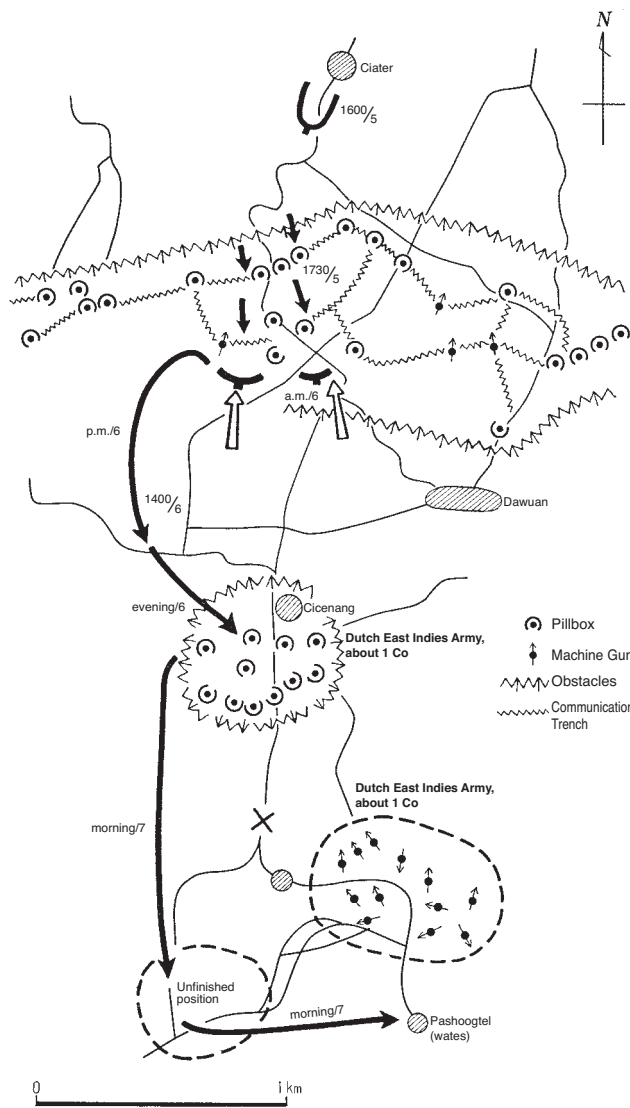 N
Ciater
1600/5
1730/5
a.m./6
p.m./6
1400/6
Dawuan
evening/6
Cicenang
Dutch East Indies Army,
about 1 Co
Pillbox
Machine Gun
Obstacles
Communication
Trench
Dutch East Indies Army,
about 1 Co
morning/7
Unfinished
position
morning/7
Pashoogtel
(wates)
0
1 km